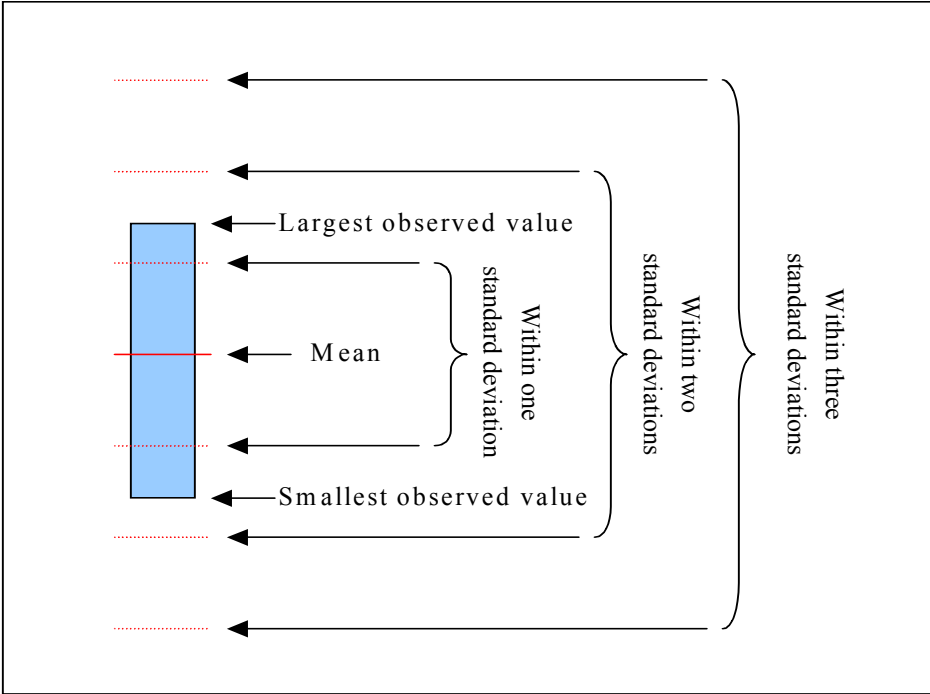 Largest observed value
Mean
Smallest observed value
Within one
standard deviation
Within two
standard deviations
Within three
standard deviations